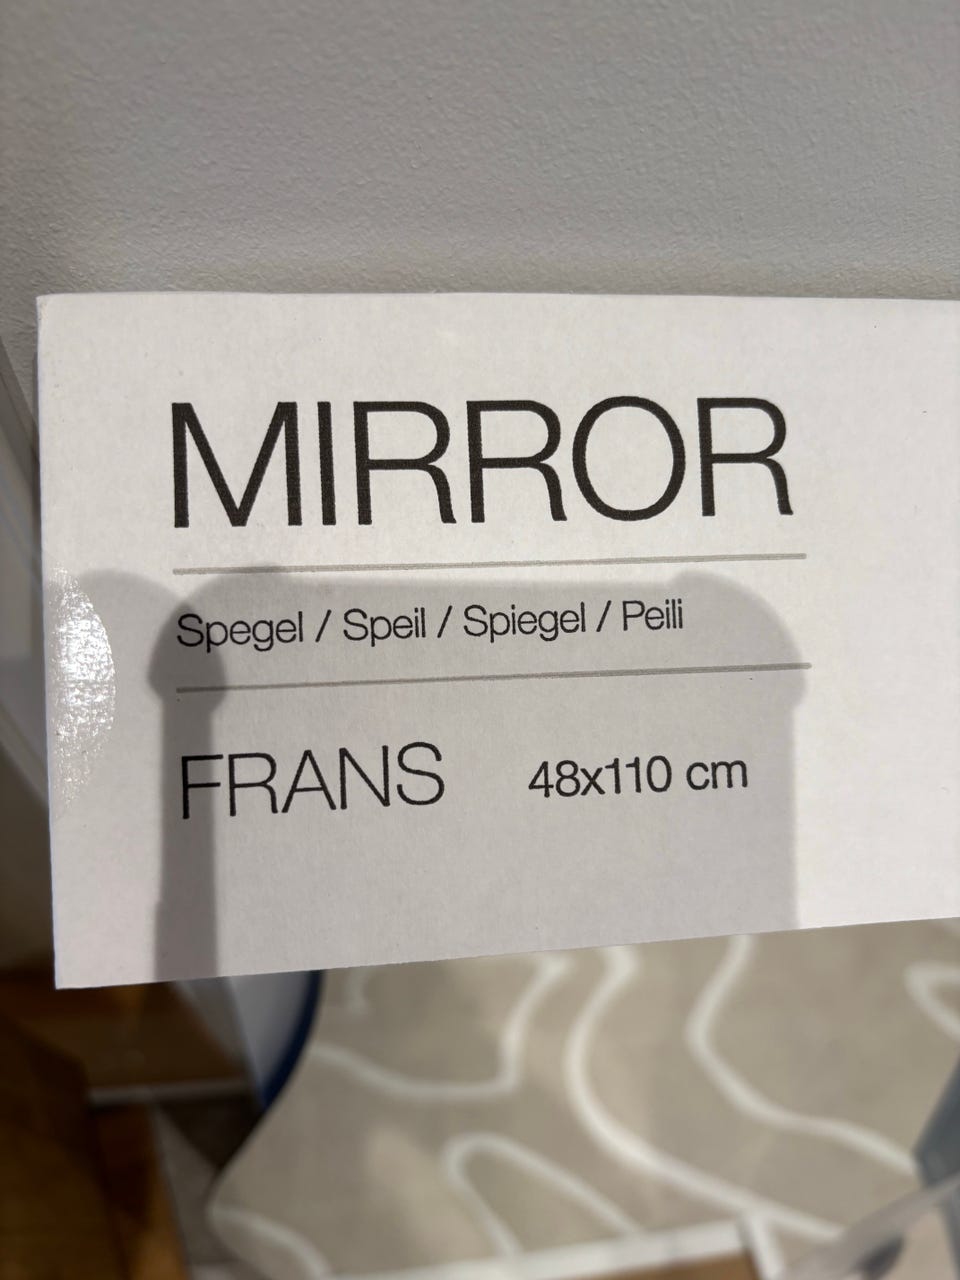 MIRROR
Spegel / Speil / Spiegel / Peili
FRANS 48x110 cm